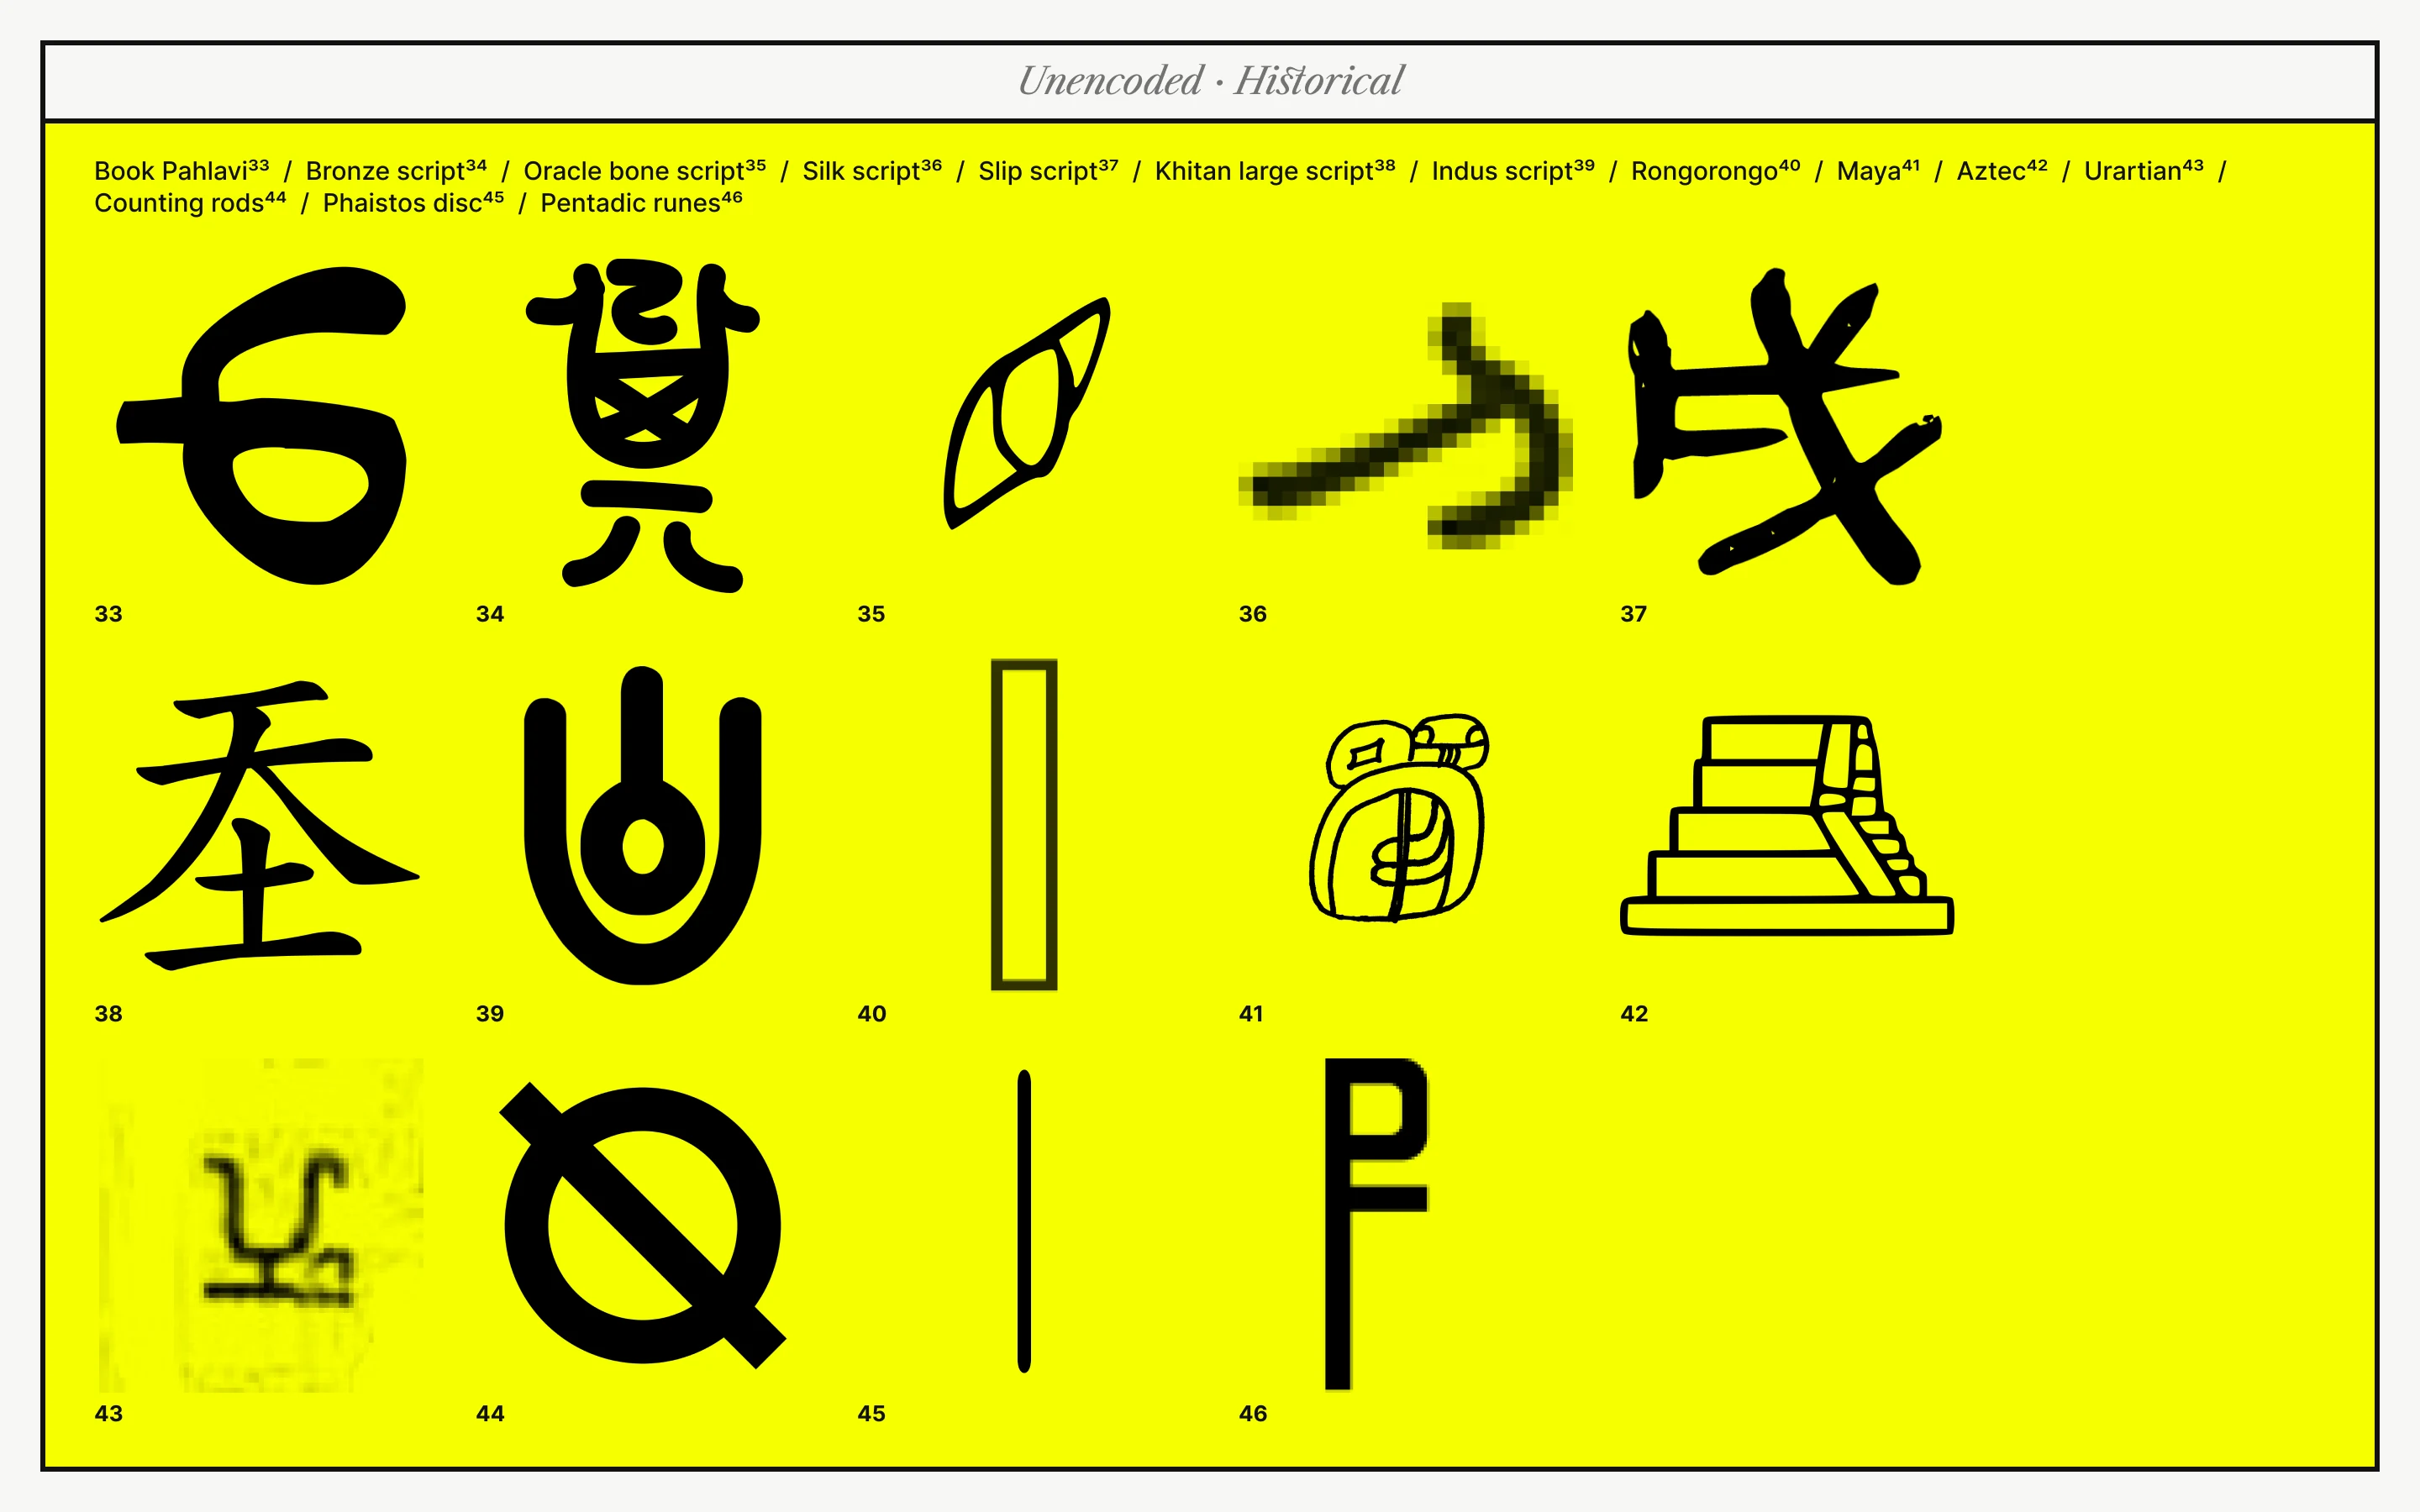 Unencoded · Historical
Book Pahlavi³³ / Bronze script³⁴ / Oracle bone script³⁵ / Silk script³⁶ / Slip script³⁷ / Khitan large script³⁸ / Indus script³⁹ / Rongorongo⁴⁰ / Maya⁴¹ / Aztec⁴² / Urartian⁴³ /
Counting rods⁴⁴ / Phaistos disc⁴⁵ / Pentadic runes⁴⁶
33 34 35 36 37
38 39 40 41 42
43 44 45 46